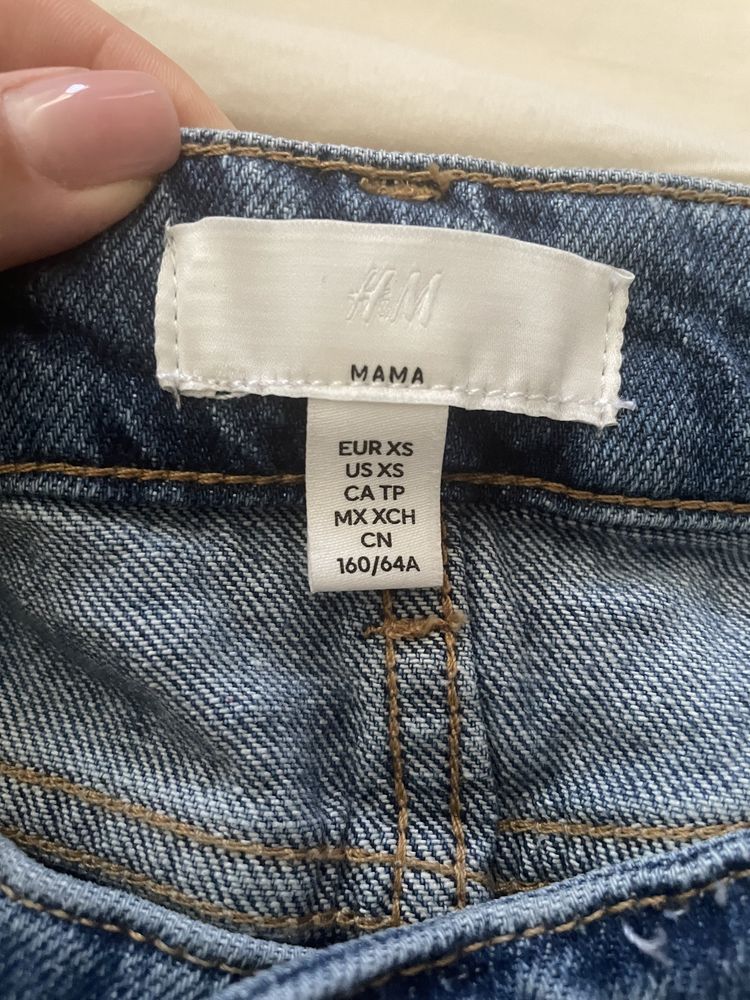 H&M
MAMA
EUR XS
US XS
CA TP
MX XCH
CN
160/64A